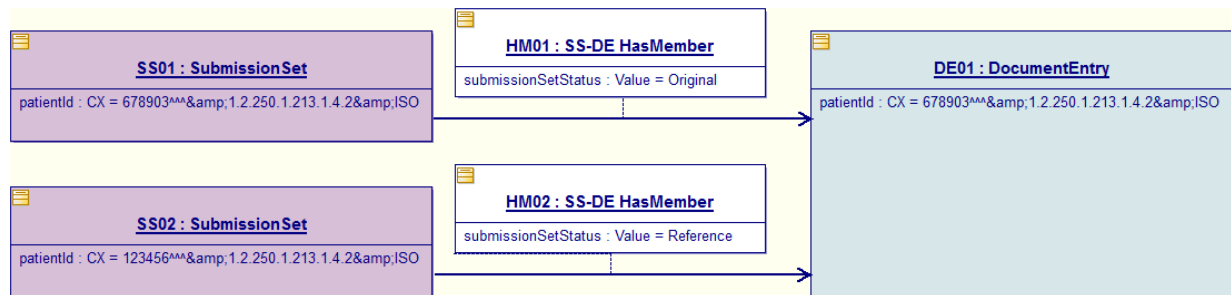 SS01 : SubmissionSet
patientId : CX = 678903^^^&amp;1.2.250.1.213.1.4.2&amp;ISO
HM01 : SS-DE HasMember
submissionSetStatus : Value = Original
DE01 : DocumentEntry
patientId : CX = 678903^^^&amp;1.2.250.1.213.1.4.2&amp;ISO
SS02 : SubmissionSet
patientId : CX = 123456^^^&amp;1.2.250.1.213.1.4.2&amp;ISO
HM02 : SS-DE HasMember
submissionSetStatus : Value = Reference